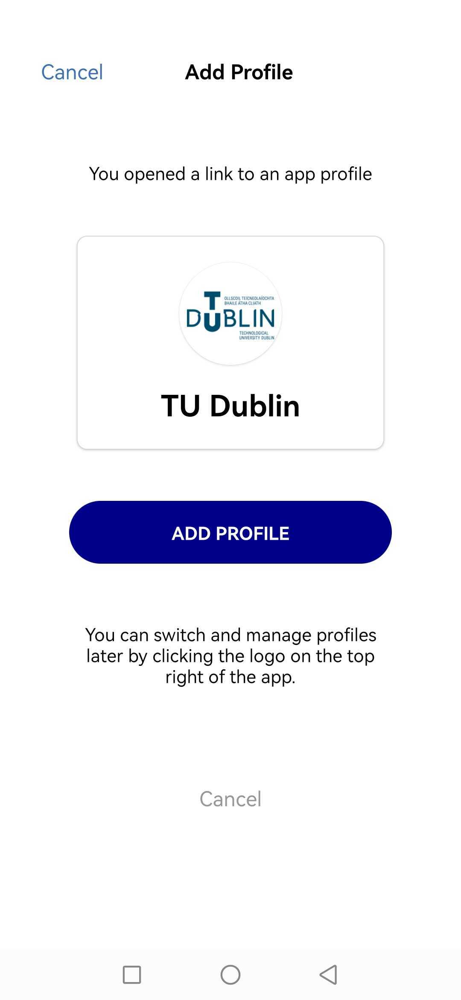 Cancel
Add Profile
You opened a link to an app profile
TU
DUBLIN
OLLSCOIL TEICNEOLAÍOCHTA
BHAILE ÁTHA CLIATH
TECHNOLOGICAL
UNIVERSITY DUBLIN
TU Dublin
ADD PROFILE
You can switch and manage profiles
later by clicking the logo on the top
right of the app.
Cancel